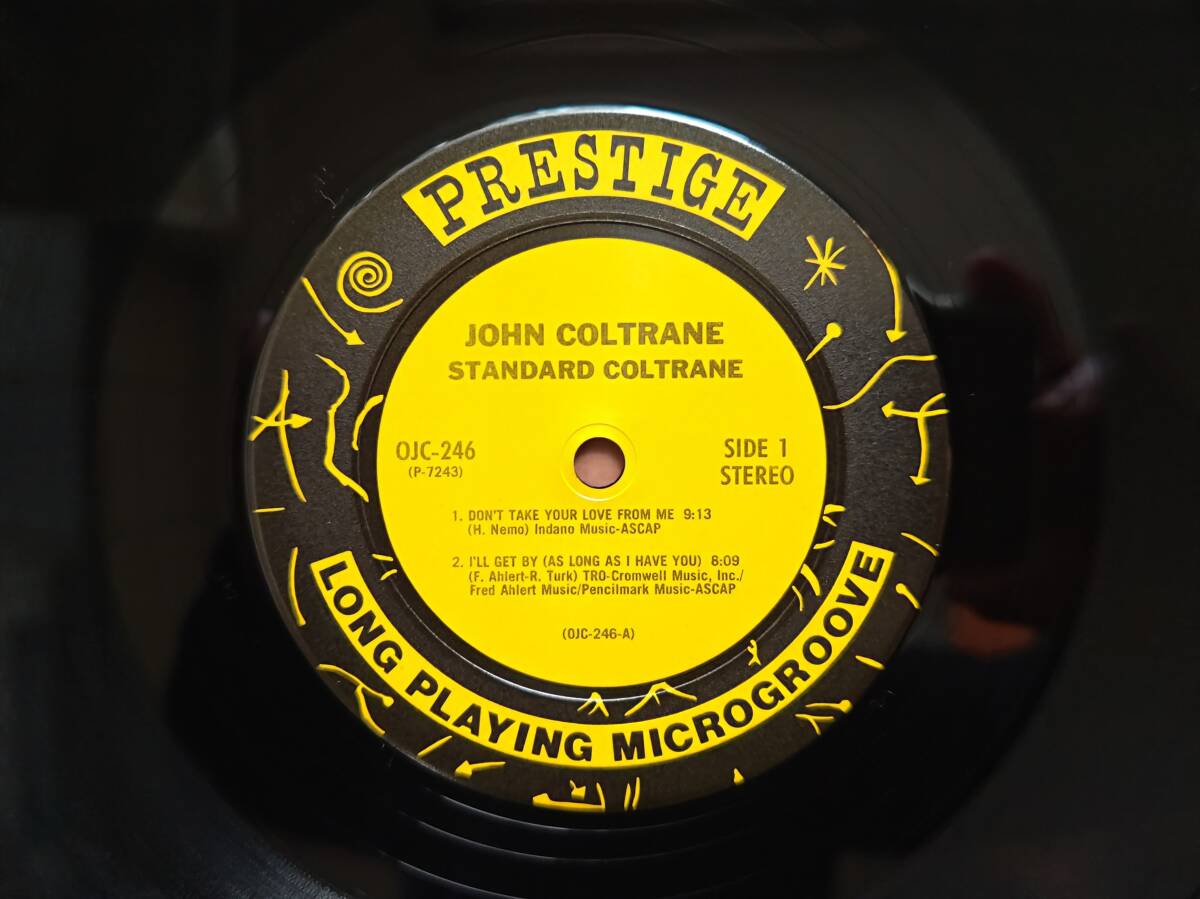 PRESTIGE
JOHN COLTRANE
STANDARD COLTRANE
OJC-246
(P-7243)
SIDE 1
STEREO
1. DON'T TAKE YOUR LOVE FROM ME 9:13
(H. Nemo) Indano Music-ASCAP
2. I'LL GET BY (AS LONG AS I HAVE YOU) 8:09
(F. Ahlert-R. Turk) TRO-Cromwell Music, Inc./
Fred Ahlert Music/Pencilmark Music-ASCAP
(OJC-246-A)
LONG PLAYING MICROGROOVE